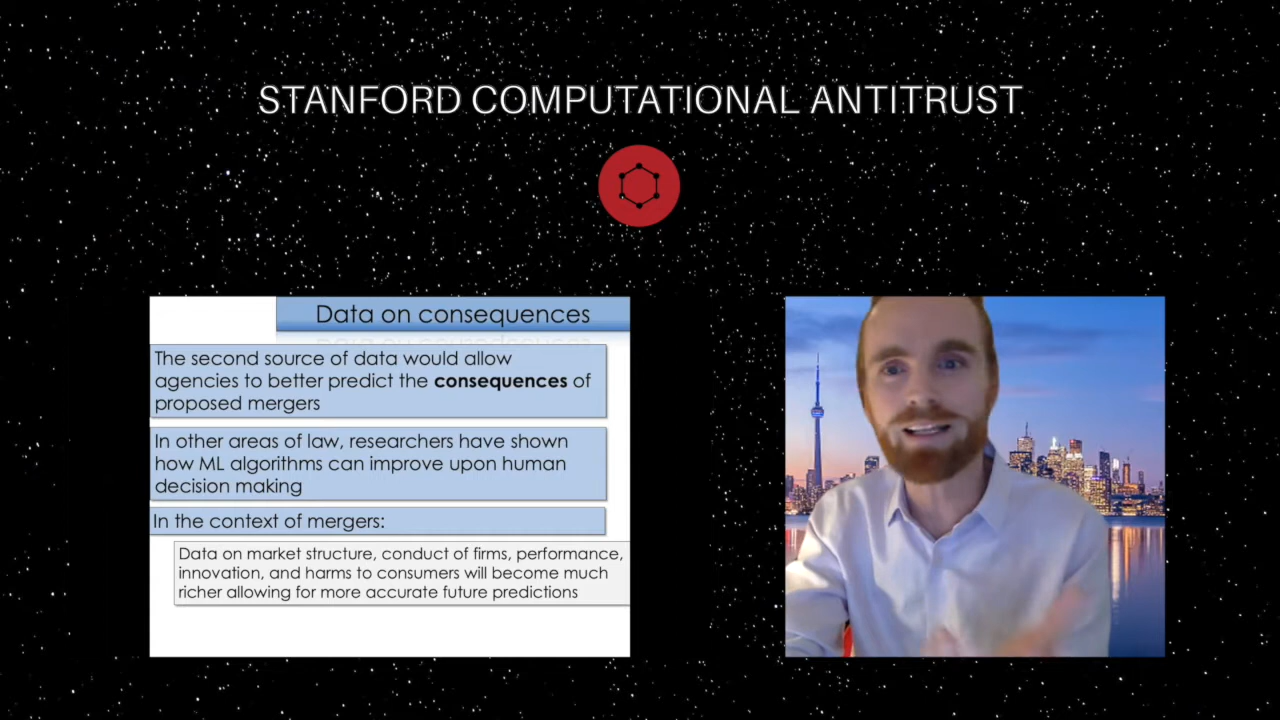 STANFORD COMPUTATIONAL ANTITRUST
Data on consequences
The second source of data would allow
agencies to better predict the consequences of
proposed mergers
In other areas of law, researchers have shown
how ML algorithms can improve upon human
decision making
In the context of mergers:
Data on market structure, conduct of firms, performance,
innovation, and harms to consumers will become much
richer allowing for more accurate future predictions